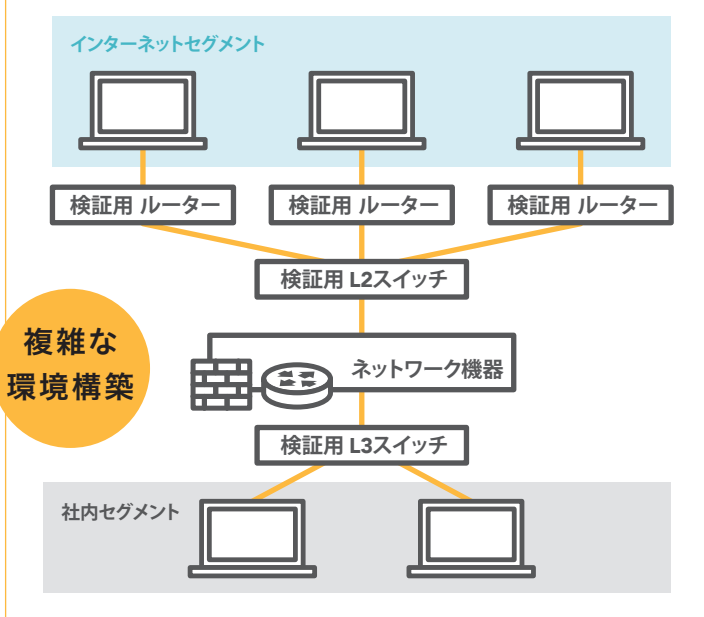 インターネットセグメント
検証用 ルーター
検証用 ルーター
検証用 ルーター
検証用 L2スイッチ
複雑な
環境構築
ネットワーク機器
検証用 L3スイッチ
社内セグメント